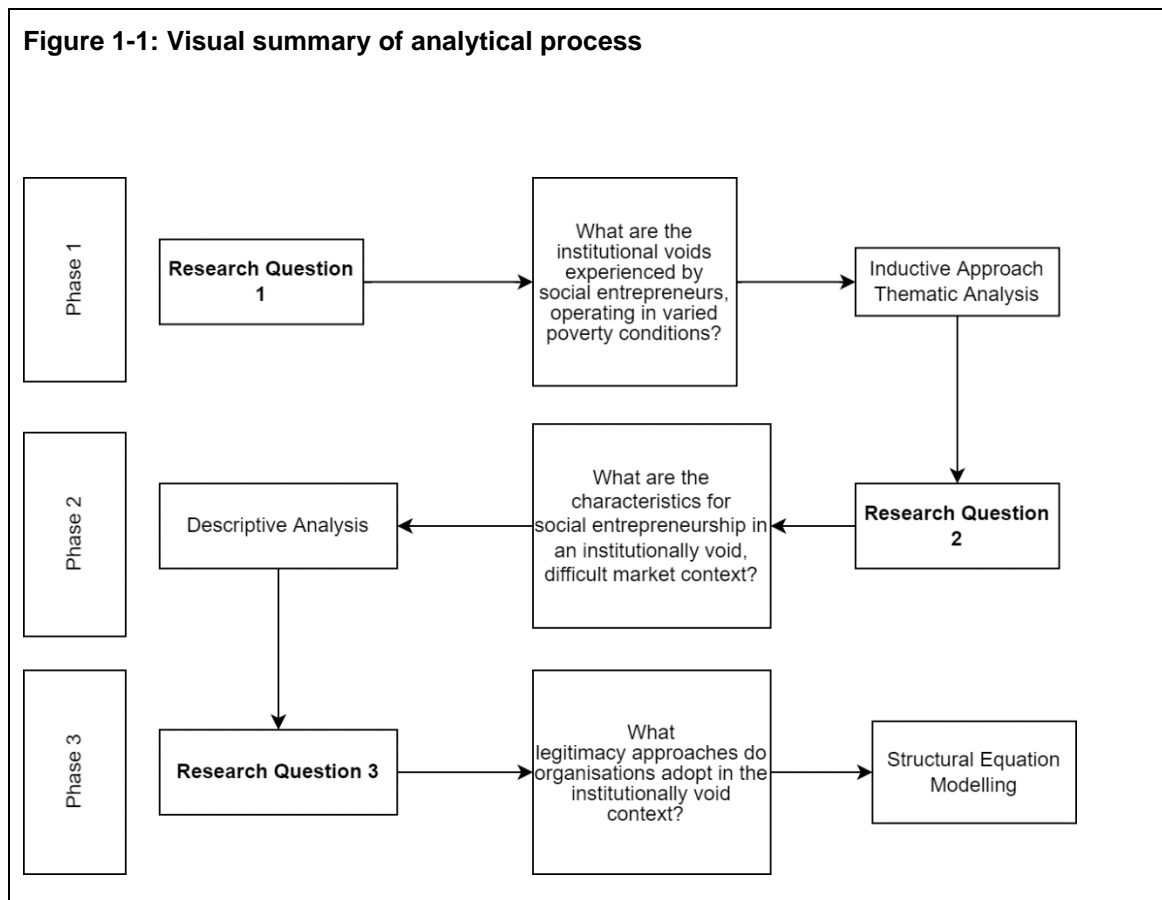 Figure 1-1: Visual summary of analytical process
Phase 1
Research Question
1
What are the
institutional voids
experienced by
social entrepreneurs,
operating in varied
poverty conditions?
Inductive Approach
Thematic Analysis
Phase 2
Descriptive Analysis
What are the
characteristics for
social entrepreneurship in
an institutionally void,
difficult market context?
Research Question
2
Phase 3
Research Question 3
What
legitimacy approaches do
organisations adopt in the
institutionally void
context?
Structural Equation
Modelling